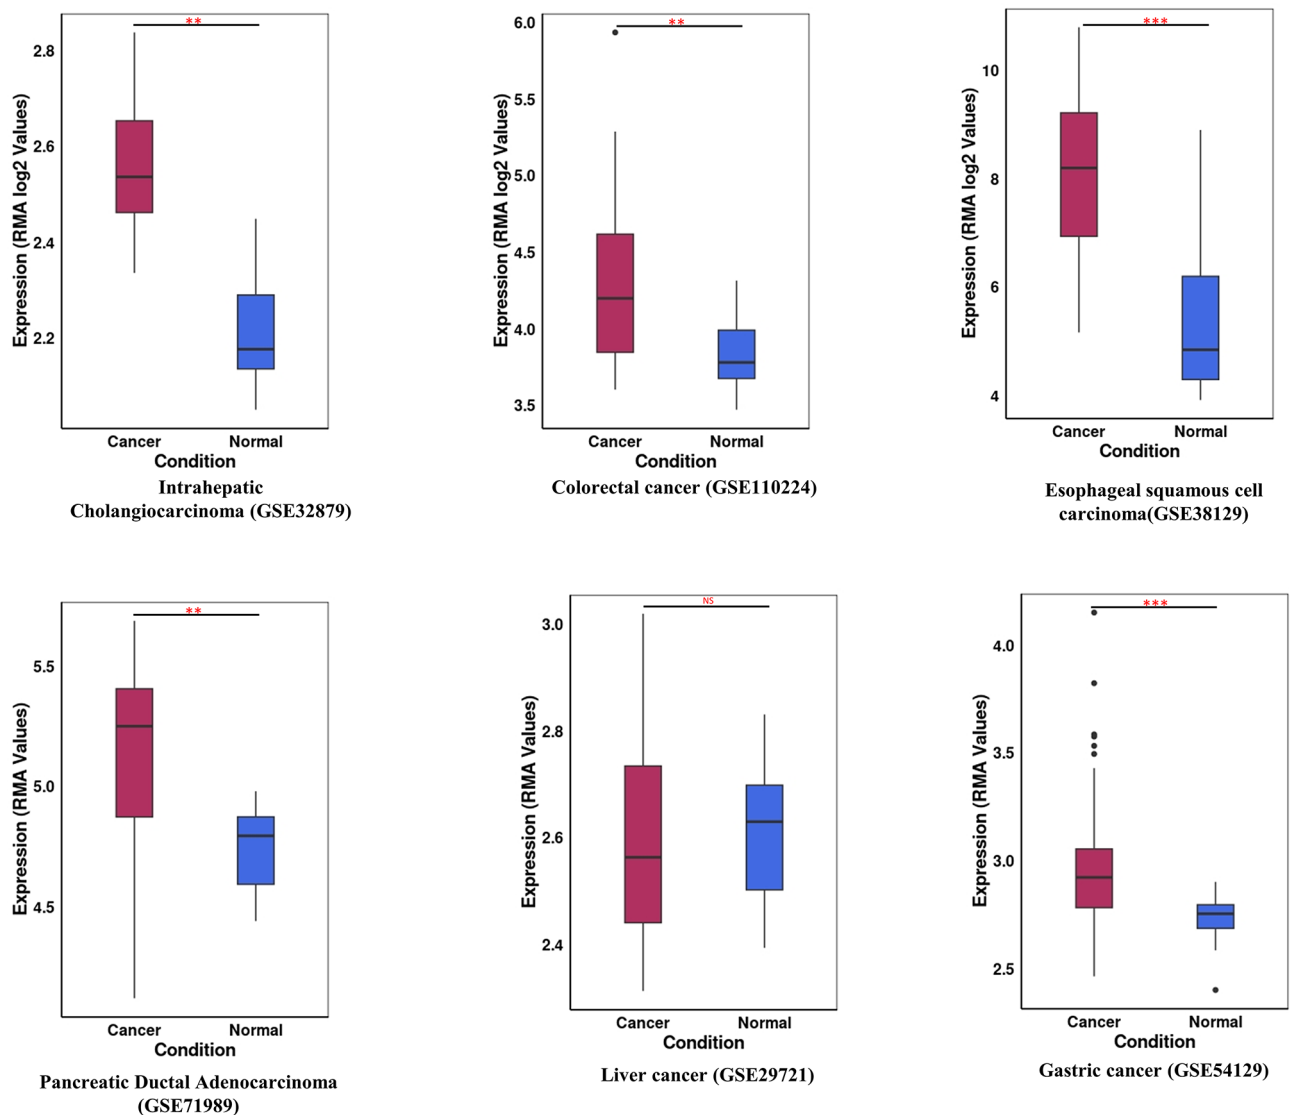 **
2.8
2.6
2.4
2.2
Expression (RMA log2 Values)
Cancer Normal
Condition
Intrahepatic
Cholangiocarcinoma (GSE32879)
**
6.0
5.5
5.0
4.5
4.0
3.5
Expression (RMA log2 Values)
Cancer Normal
Condition
Colorectal cancer (GSE110224)
***
10
8
6
4
Expression (RMA log2 Values)
Cancer Normal
Condition
Esophageal squamous cell
carcinoma(GSE38129)
**
5.5
5.0
4.5
Expression (RMA Values)
Cancer Normal
Condition
Pancreatic Ductal Adenocarcinoma
(GSE71989)
NS
3.0
2.8
2.6
2.4
Expression (RMA Values)
Cancer Normal
Condition
Liver cancer (GSE29721)
***
4.0
3.5
3.0
2.5
Expression (RMA Values)
Cancer Normal
Condition
Gastric cancer (GSE54129)